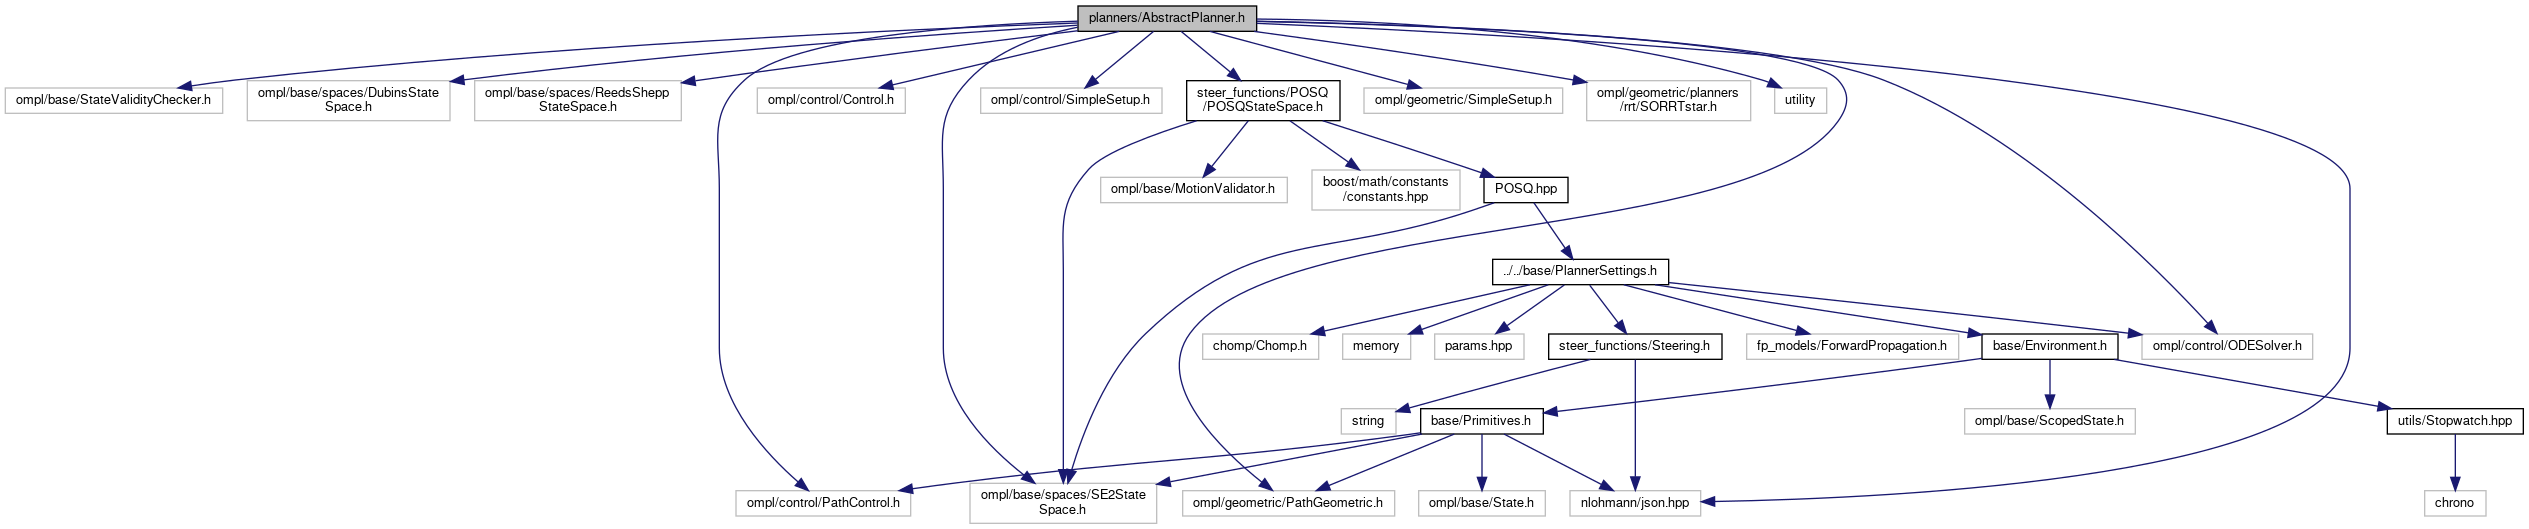 planners/AbstractPlanner.h
ompl/base/StateValidityChecker.h
ompl/base/spaces/DubinsState
Space.h
ompl/base/spaces/ReedsShepp
StateSpace.h
ompl/control/Control.h
ompl/control/SimpleSetup.h
steer_functions/POSQ
/POSQStateSpace.h
ompl/geometric/SimpleSetup.h
ompl/geometric/planners
/rrt/SORRTstar.h
utility
ompl/base/MotionValidator.h
boost/math/constants
/constants.hpp
POSQ.hpp
../../base/PlannerSettings.h
chomp/Chomp.h
memory
params.hpp
steer_functions/Steering.h
fp_models/ForwardPropagation.h
base/Environment.h
ompl/control/ODESolver.h
string
base/Primitives.h
ompl/base/ScopedState.h
utils/Stopwatch.hpp
ompl/control/PathControl.h
ompl/base/spaces/SE2State
Space.h
ompl/geometric/PathGeometric.h
ompl/base/State.h
nlohmann/json.hpp
chrono